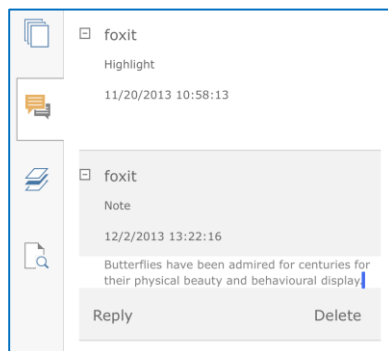 foxit
Highlight
11/20/2013 10:58:13
foxit
Note
12/2/2013 13:22:16
Butterflies have been admired for centuries for
their physical beauty and behavioural display.
Reply Delete